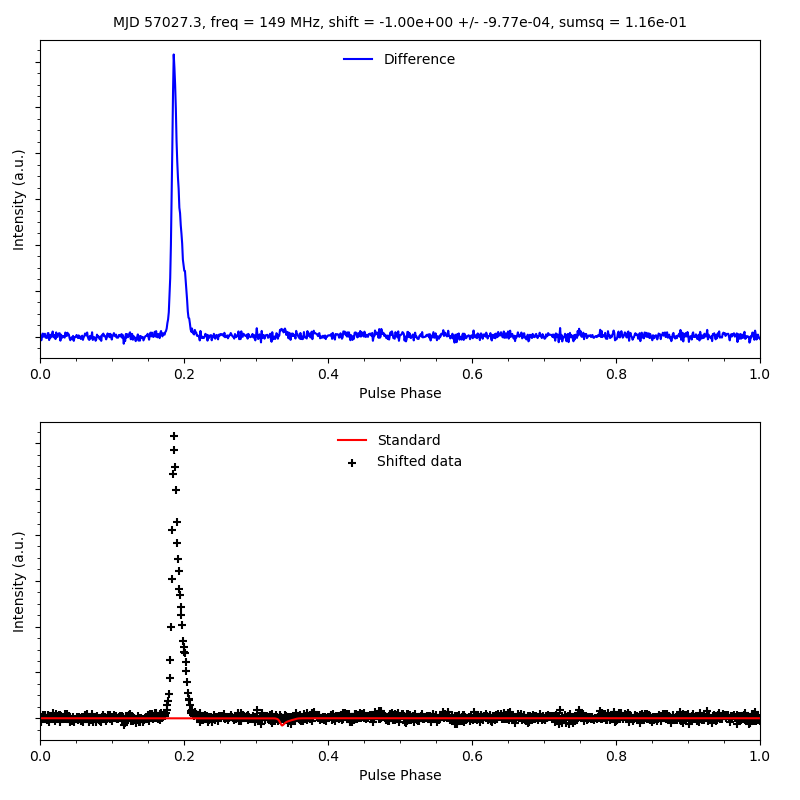 MJD 57027.3, freq = 149 MHz, shift = -1.00e+00 +/- -9.77e-04, sumsq = 1.16e-01
Difference
Intensity (a.u.)
0.0 0.2 0.4 0.6 0.8 1.0
Pulse Phase
Standard
Shifted data
Intensity (a.u.)
0.0 0.2 0.4 0.6 0.8 1.0
Pulse Phase